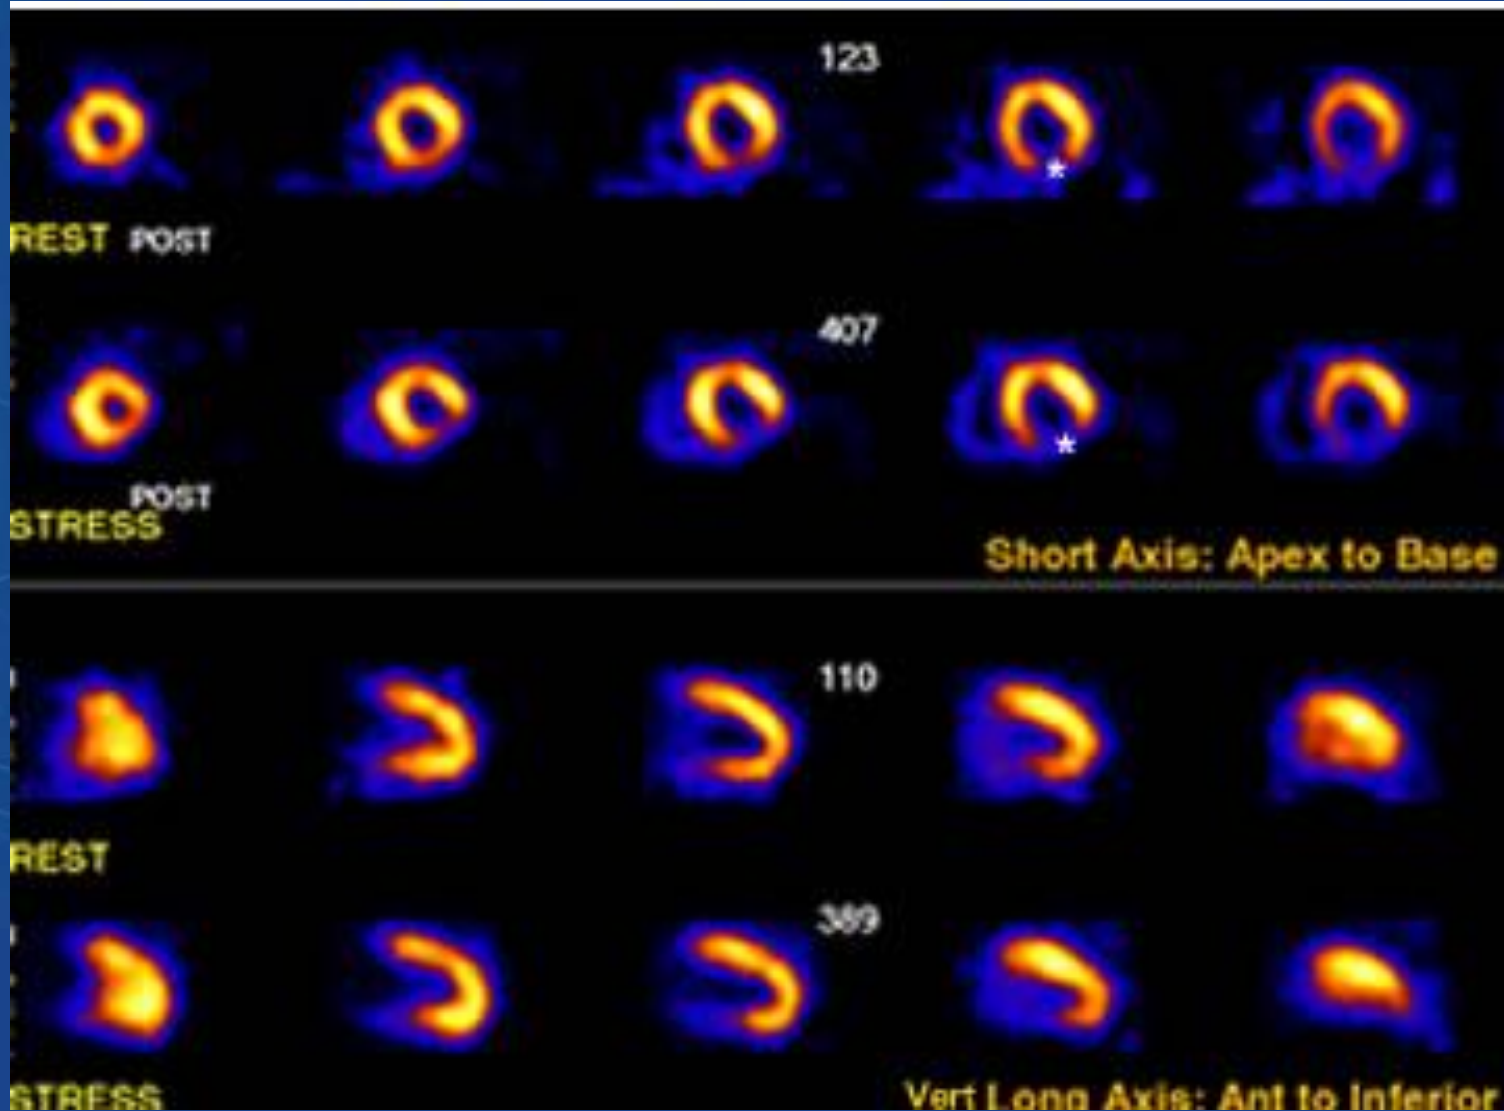 123
*
REST POST
407
*
POST
STRESS
Short Axis: Apex to Base
110
REST
389
STRESS
Vert Long Axis: Ant to Inferior